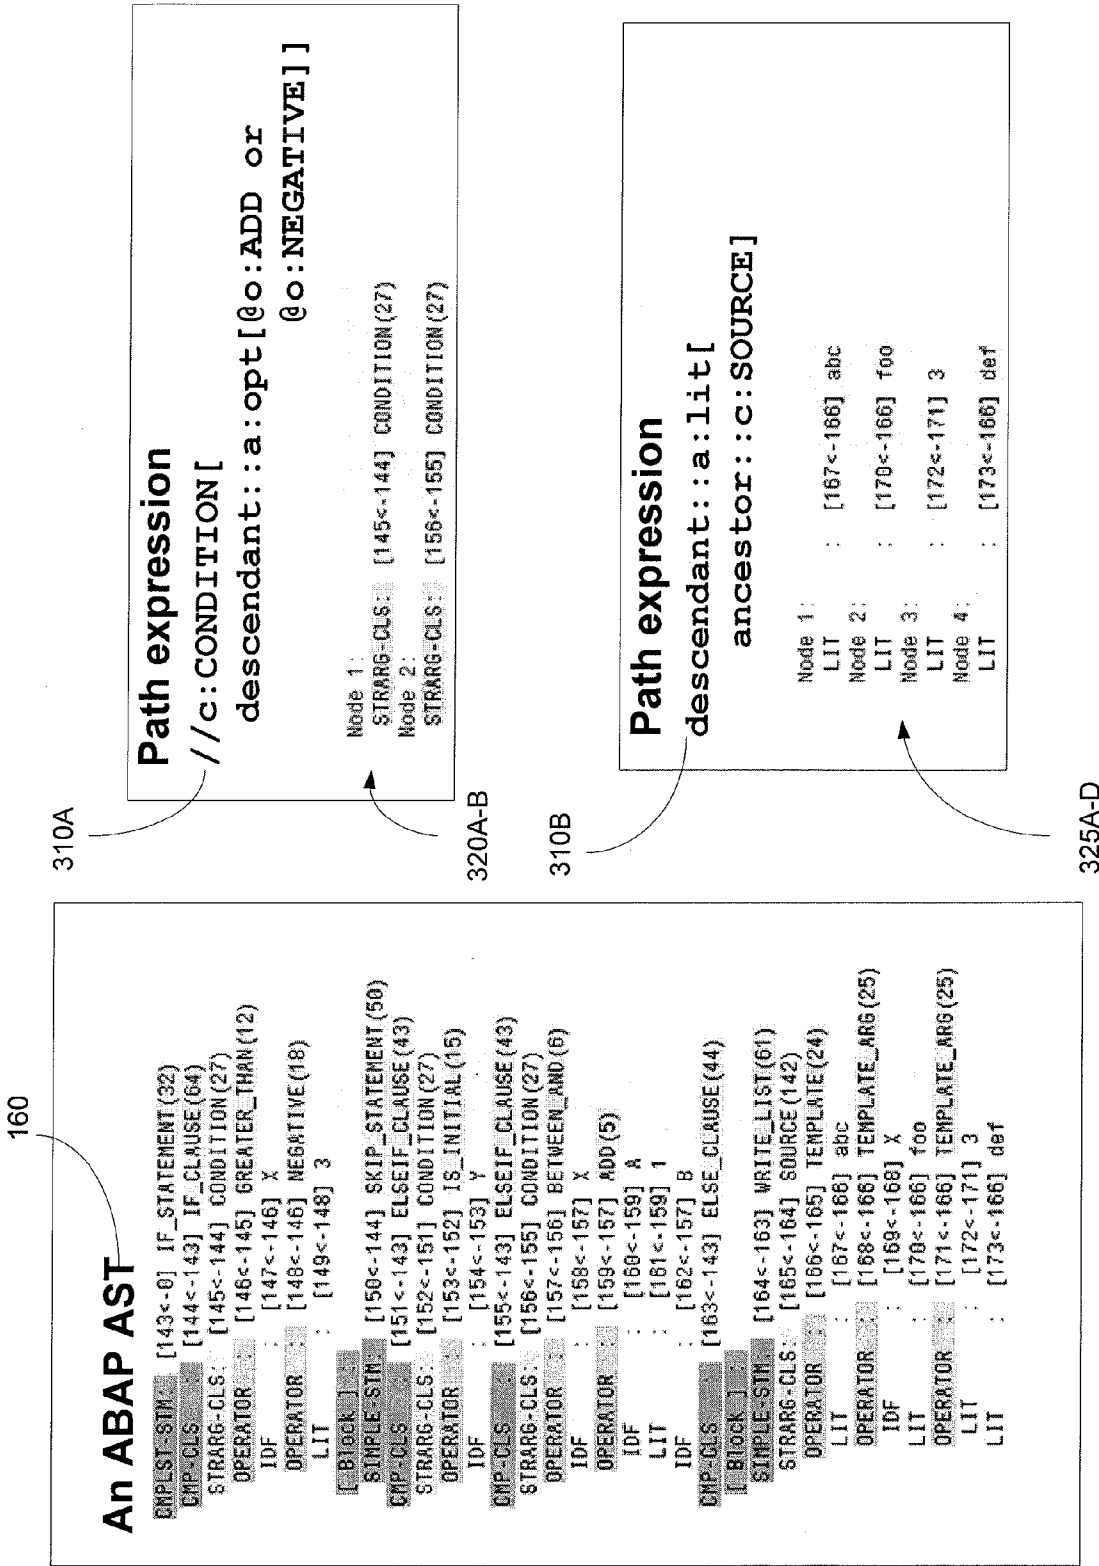 160
An ABAP AST
CMPLST-STM: [143<-0] IF_STATEMENT(32)
CMP-CLS : [144<-143] IF_CLAUSE(64)
STRARG-CLS: [145<-144] CONDITION(27)
OPERATOR : [146<-145] GREATER_THAN(12)
IDF : [147<-146] X
OPERATOR : [148<-146] NEGATIVE(18)
LIT : [149<-148] 3
[ Block ] :
SIMPLE-STM: [150<-144] SKIP_STATEMENT(50)
CMP-CLS : [151<-143] ELSEIF_CLAUSE(43)
STRARG-CLS: [152<-151] CONDITION(27)
OPERATOR : [153<-152] IS_INITIAL(15)
IDF : [154<-153] Y
CMP-CLS : [155<-143] ELSEIF_CLAUSE(43)
STRARG-CLS: [156<-155] CONDITION(27)
OPERATOR : [157<-156] BETWEEN_AND(6)
IDF : [158<-157] X
OPERATOR : [159<-157] ADD(5)
IDF : [160<-159] A
LIT : [161<-159] 1
IDF : [162<-157] B
CMP-CLS : [163<-143] ELSE_CLAUSE(44)
[ Block ] :
SIMPLE-STM: [164<-163] WRITE_LIST(61)
STRARG-CLS: [165<-164] SOURCE(142)
OPERATOR : [166<-165] TEMPLATE(24)
LIT : [167<-166] abc
OPERATOR : [168<-166] TEMPLATE_ARG(25)
IDF : [169<-168] X
LIT : [170<-166] foo
OPERATOR : [171<-166] TEMPLATE_ARG(25)
LIT : [172<-171] 3
LIT : [173<-166] def
310A
Path expression
//c:CONDITION[
descendant::a:opt[@o:ADD or
@o:NEGATIVE]]
Node 1:
STRARG-CLS: [145<-144] CONDITION(27)
Node 2:
STRARG-CLS: [156<-155] CONDITION(27)
320A-B
310B
Path expression
descendant::a:lit[
ancestor::c:SOURCE]
Node 1:
LIT : [167<-166] abc
Node 2:
LIT : [170<-166] foo
Node 3:
LIT : [172<-171] 3
Node 4:
LIT : [173<-166] def
325A-D